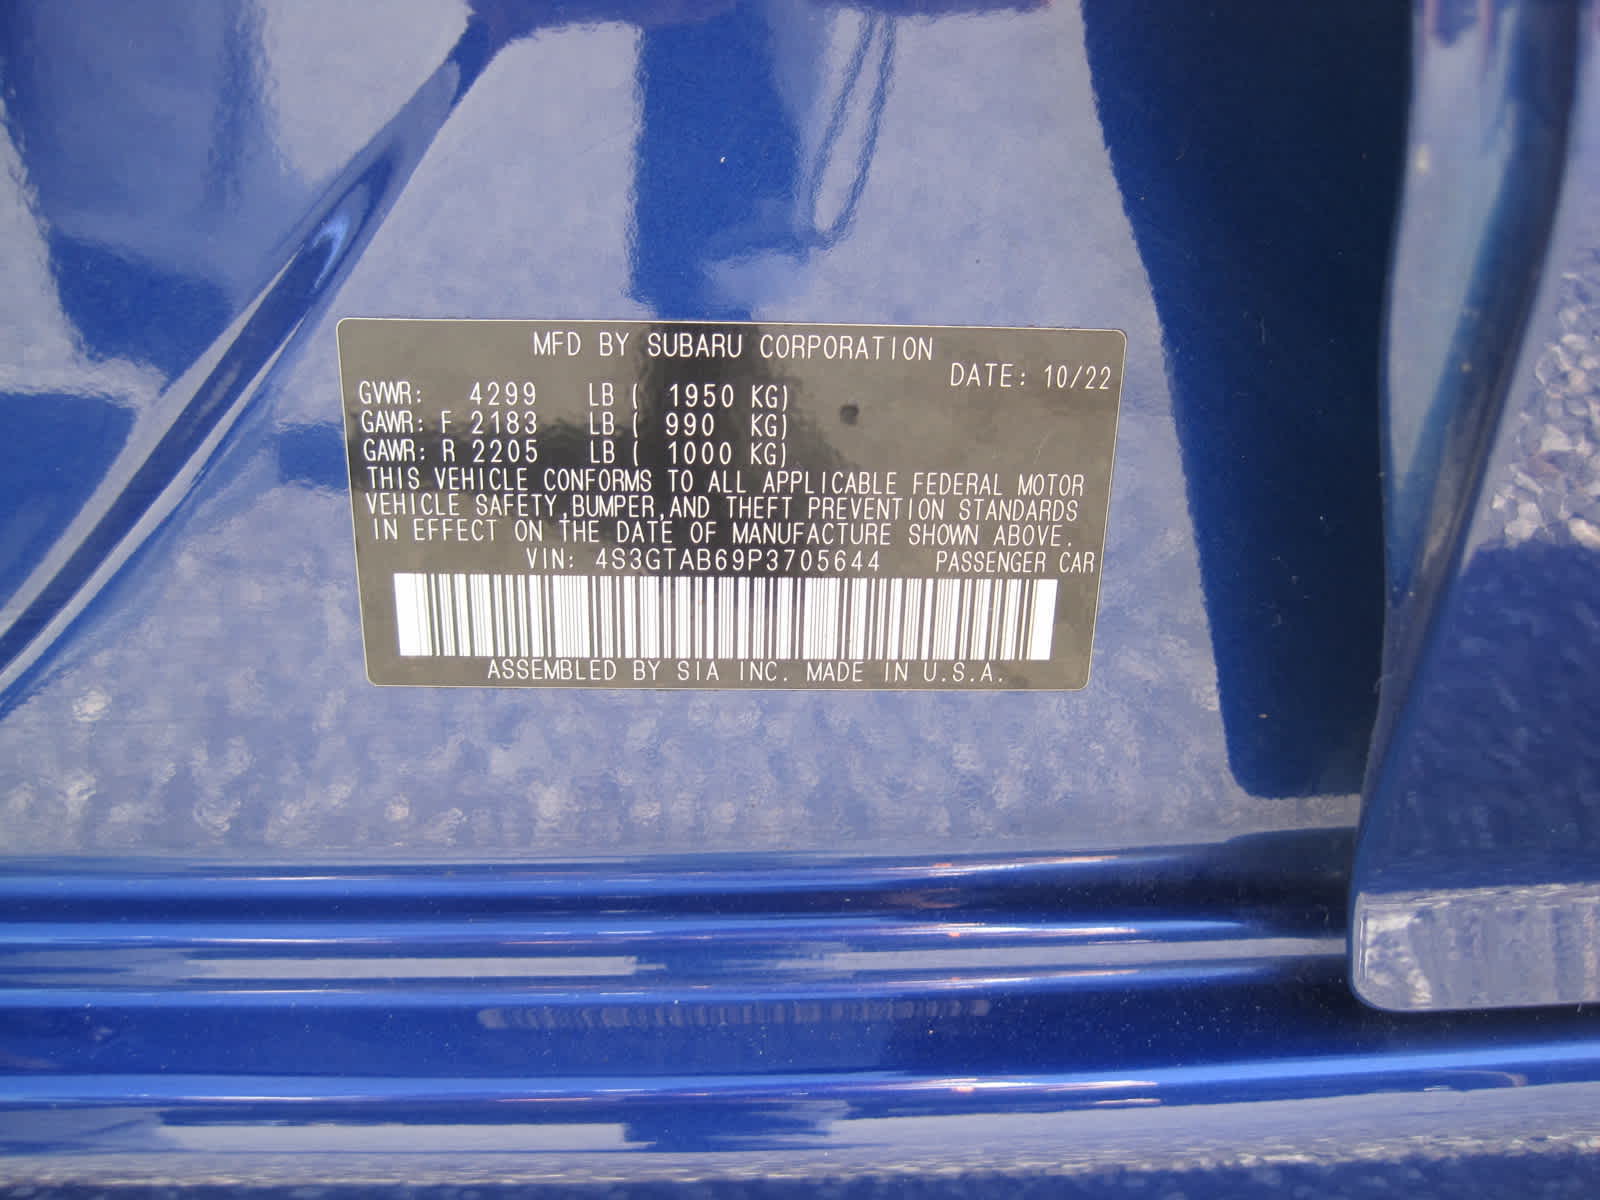 MFD BY SUBARU CORPORATION
DATE: 10/22
GVWR: 4299 LB ( 1950 KG)
GAWR: F 2183 LB ( 990 KG)
GAWR: R 2205 LB ( 1000 KG)
THIS VEHICLE CONFORMS TO ALL APPLICABLE FEDERAL MOTOR
VEHICLE SAFETY,BUMPER,AND THEFT PREVENTION STANDARDS
IN EFFECT ON THE DATE OF MANUFACTURE SHOWN ABOVE.
VIN: 4S3GTAB69P3705644 PASSENGER CAR
ASSEMBLED BY SIA INC. MADE IN U.S.A.